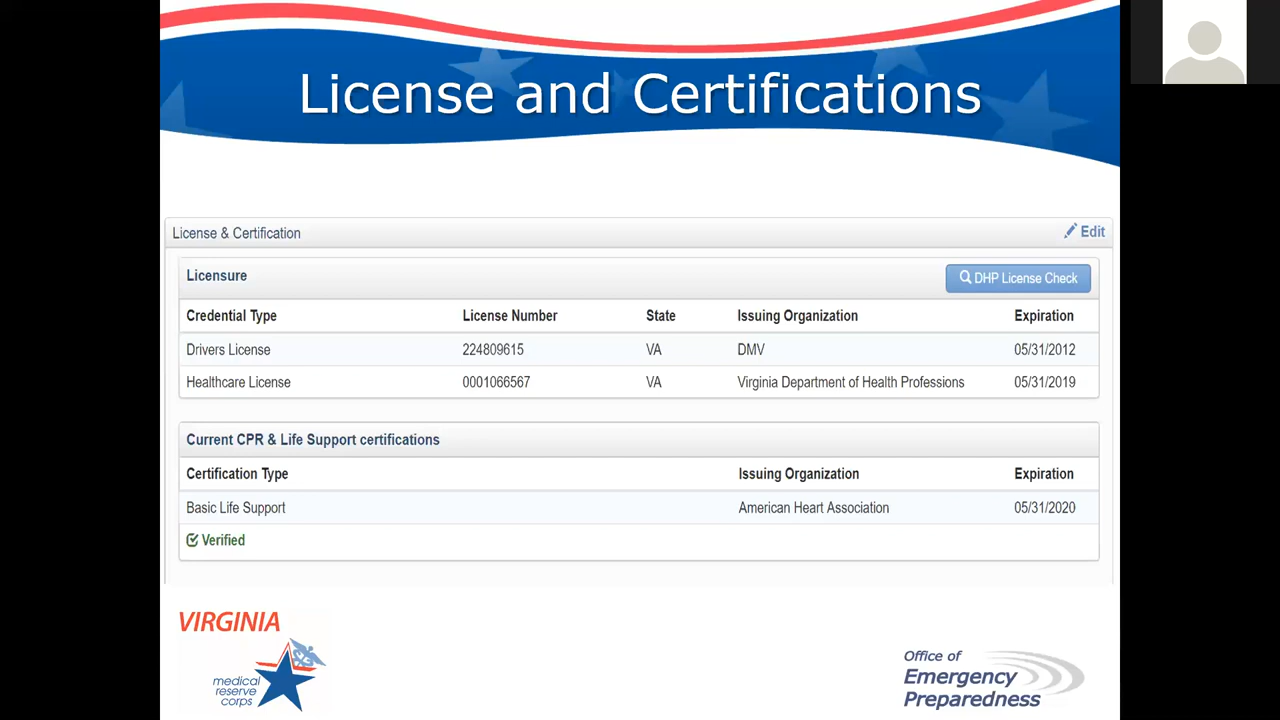 License and Certifications
License & Certification Edit
Licensure DHP License Check
Credential Type License Number State Issuing Organization Expiration
Drivers License 224809615 VA DMV 05/31/2012
Healthcare License 0001066567 VA Virginia Department of Health Professions 05/31/2019
Current CPR & Life Support certifications
Certification Type Issuing Organization Expiration
Basic Life Support American Heart Association 05/31/2020
Verified
VIRGINIA
medical
reserve
corps
Office of
Emergency
Preparedness